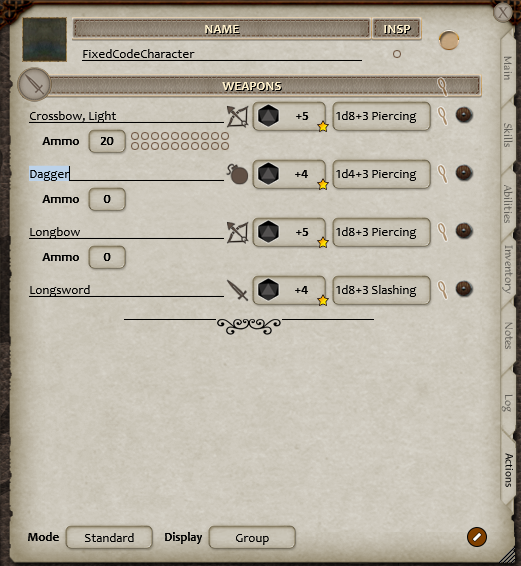 NAME INSP
FixedCodeCharacter
WEAPONS
Crossbow, Light +5 1d8+3 Piercing
Ammo 20
Dagger +4 1d4+3 Piercing
Ammo 0
Longbow +5 1d8+3 Piercing
Ammo 0
Longsword +4 1d8+3 Slashing
Mode Standard Display Group
X
Main
Skills
Abilities
Inventory
Notes
Log
Actions